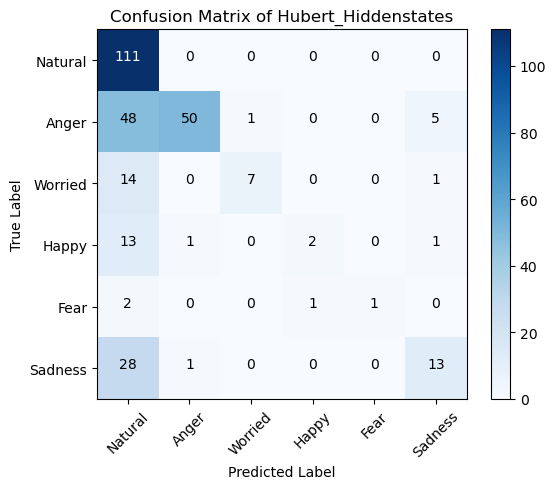 Confusion Matrix of Hubert_Hiddenstates
Natural 111 0 0 0 0 0
Anger 48 50 1 0 0 5
Worried 14 0 7 0 0 1
Happy 13 1 0 2 0 1
Fear 2 0 0 1 1 0
Sadness 28 1 0 0 0 13
Natural Anger Worried Happy Fear Sadness
Predicted Label
True Label
100
80
60
40
20
0